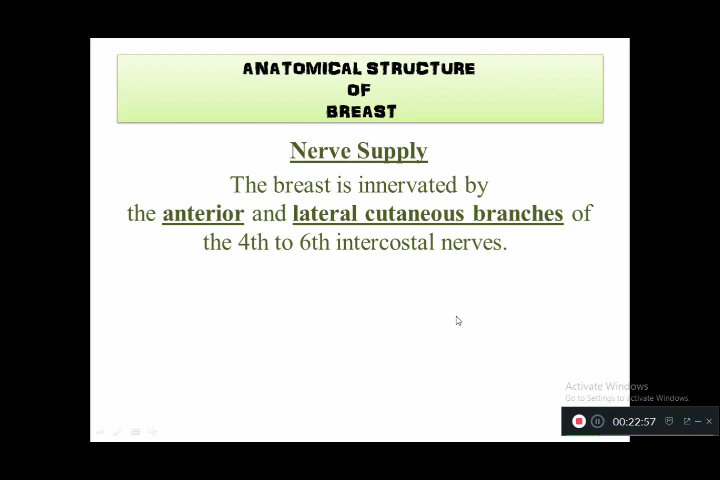 ANATOMICAL STRUCTURE
OF
BREAST
Nerve Supply
The breast is innervated by
the anterior and lateral cutaneous branches of
the 4th to 6th intercostal nerves.
Activate Windows
Go to Settings to activate Windows.
00:22:57